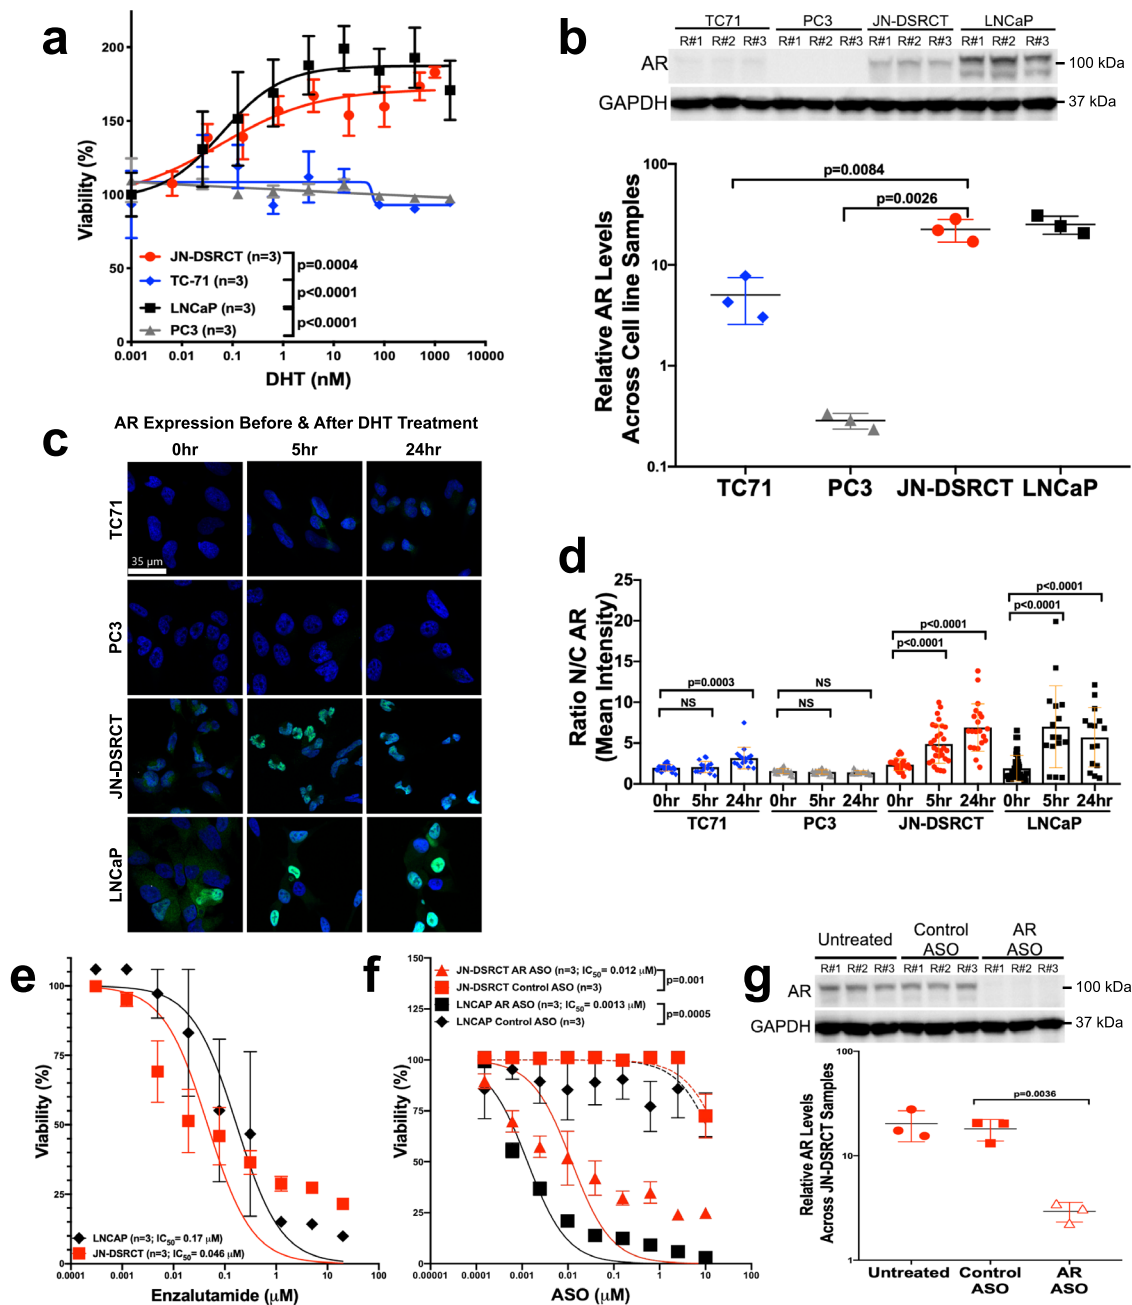 a
200
150
100
50
0
Viability (%)
JN-DSRCT (n=3)
TC-71 (n=3)
LNCaP (n=3)
PC3 (n=3)
p=0.0004
p<0.0001
p<0.0001
0.001 0.01 0.1 1 10 100 1000 10000
DHT (nM)
b
TC71 PC3 JN-DSRCT LNCaP
R#1 R#2 R#3 R#1 R#2 R#3 R#1 R#2 R#3 R#1 R#2 R#3
AR
100 kDa
GAPDH
37 kDa
100
10
1
0.1
Relative AR Levels
Across Cell line Samples
p=0.0084
p=0.0026
TC71 PC3 JN-DSRCT LNCaP
c
AR Expression Before & After DHT Treatment
0hr 5hr 24hr
TC71
35 µm
PC3
JN-DSRCT
LNCaP
d
25
20
15
10
5
0
Ratio N/C AR
(Mean Intensity)
p=0.0003
NS
NS
NS
p<0.0001
p<0.0001
p<0.0001
p<0.0001
0hr 5hr 24hr 0hr 5hr 24hr 0hr 5hr 24hr 0hr 5hr 24hr
TC71 PC3 JN-DSRCT LNCaP
e
100
75
50
25
0
Viability (%)
LNCAP (n=3; IC50= 0.17 µM)
JN-DSRCT (n=3; IC50= 0.046 µM)
0.0001 0.001 0.01 0.1 1 10 100
Enzalutamide (µM)
f
150
125
100
75
50
25
0
Viability (%)
JN-DSRCT AR ASO (n=3; IC50= 0.012 µM)
JN-DSRCT Control ASO (n=3)
LNCAP AR ASO (n=3; IC50= 0.0013 µM)
LNCAP Control ASO (n=3)
p=0.001
p=0.0005
0.00001 0.0001 0.001 0.01 0.1 1 10 100
ASO (µM)
g
Untreated Control ASO AR ASO
R#1 R#2 R#3 R#1 R#2 R#3 R#1 R#2 R#3
AR
100 kDa
GAPDH
37 kDa
100
10
1
Relative AR Levels
Across JN-DSRCT Samples
p=0.0036
Untreated Control ASO AR ASO